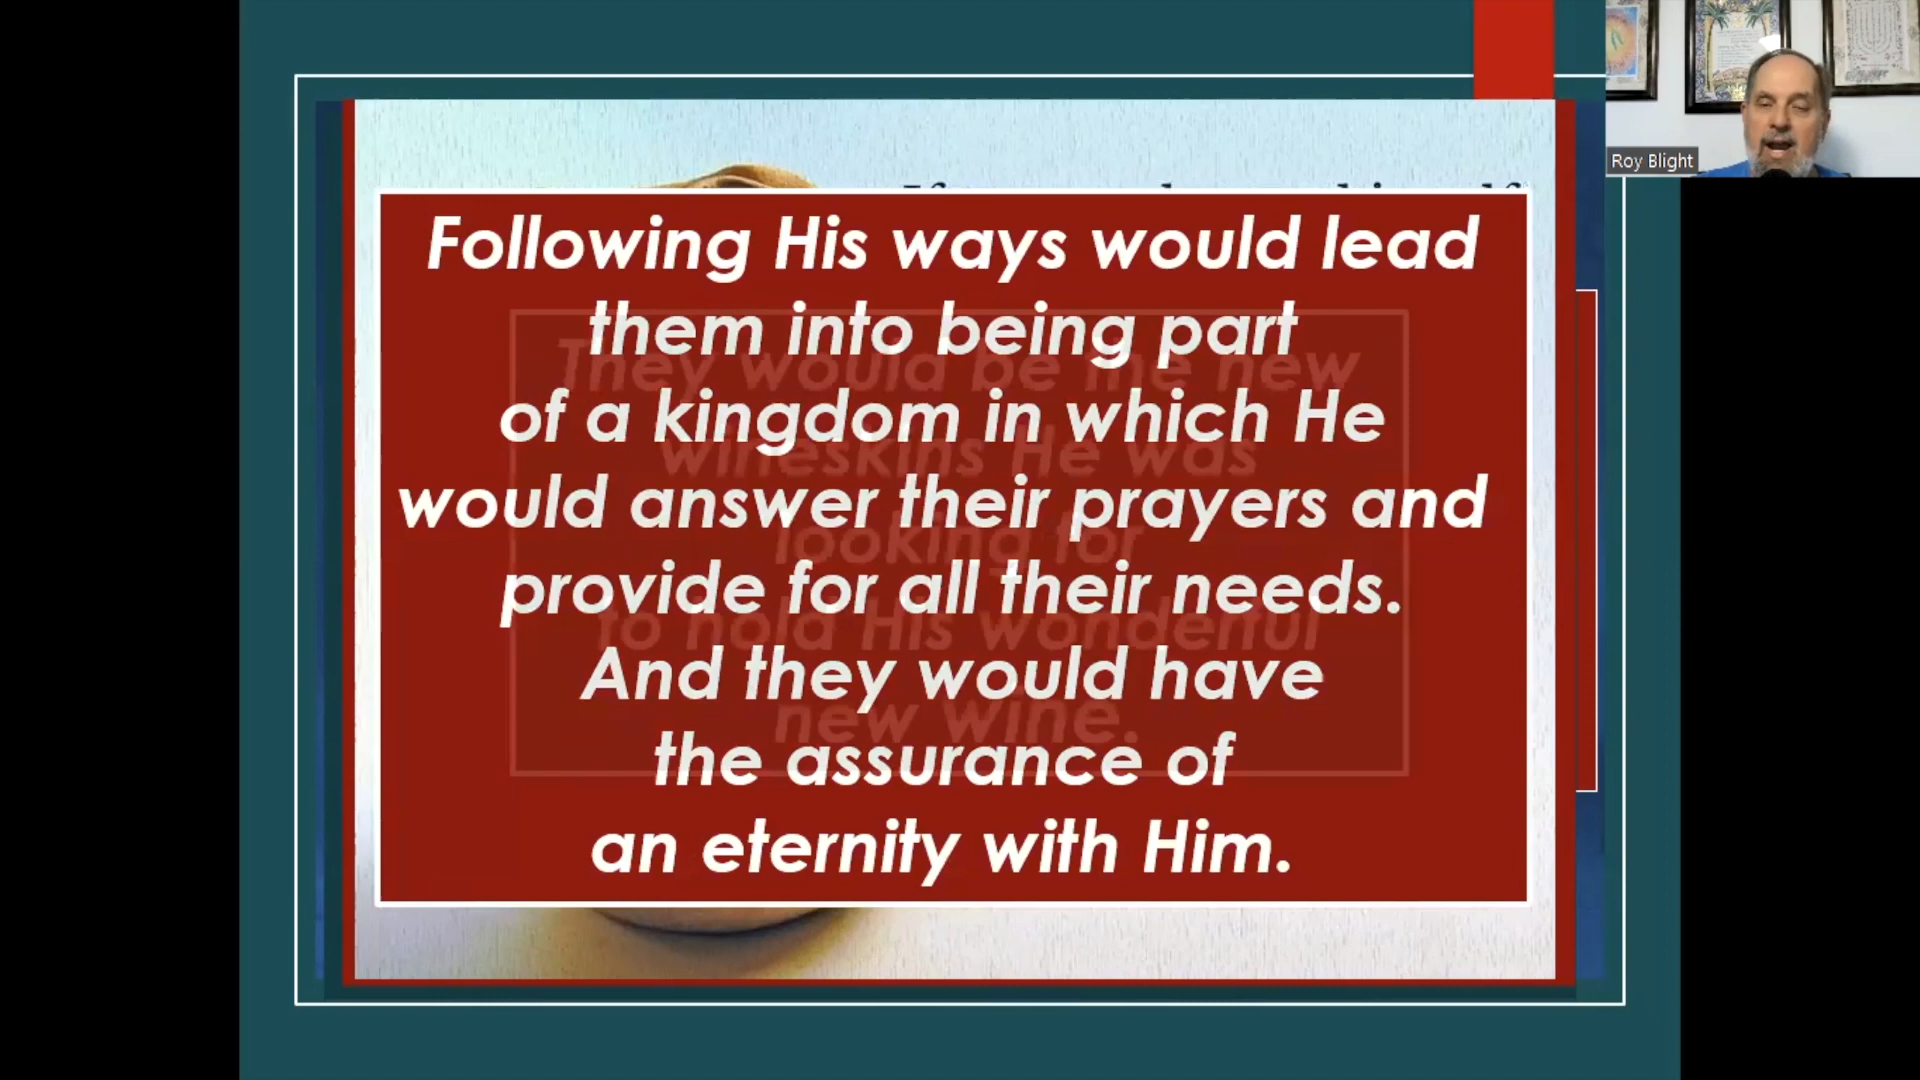 Roy Blight
Following His ways would lead
them into being part
of a kingdom in which He
would answer their prayers and
provide for all their needs.
And they would have
the assurance of
an eternity with Him.
They would be the new
wineskins He was
looking for
to hold His wonderful
new wine.